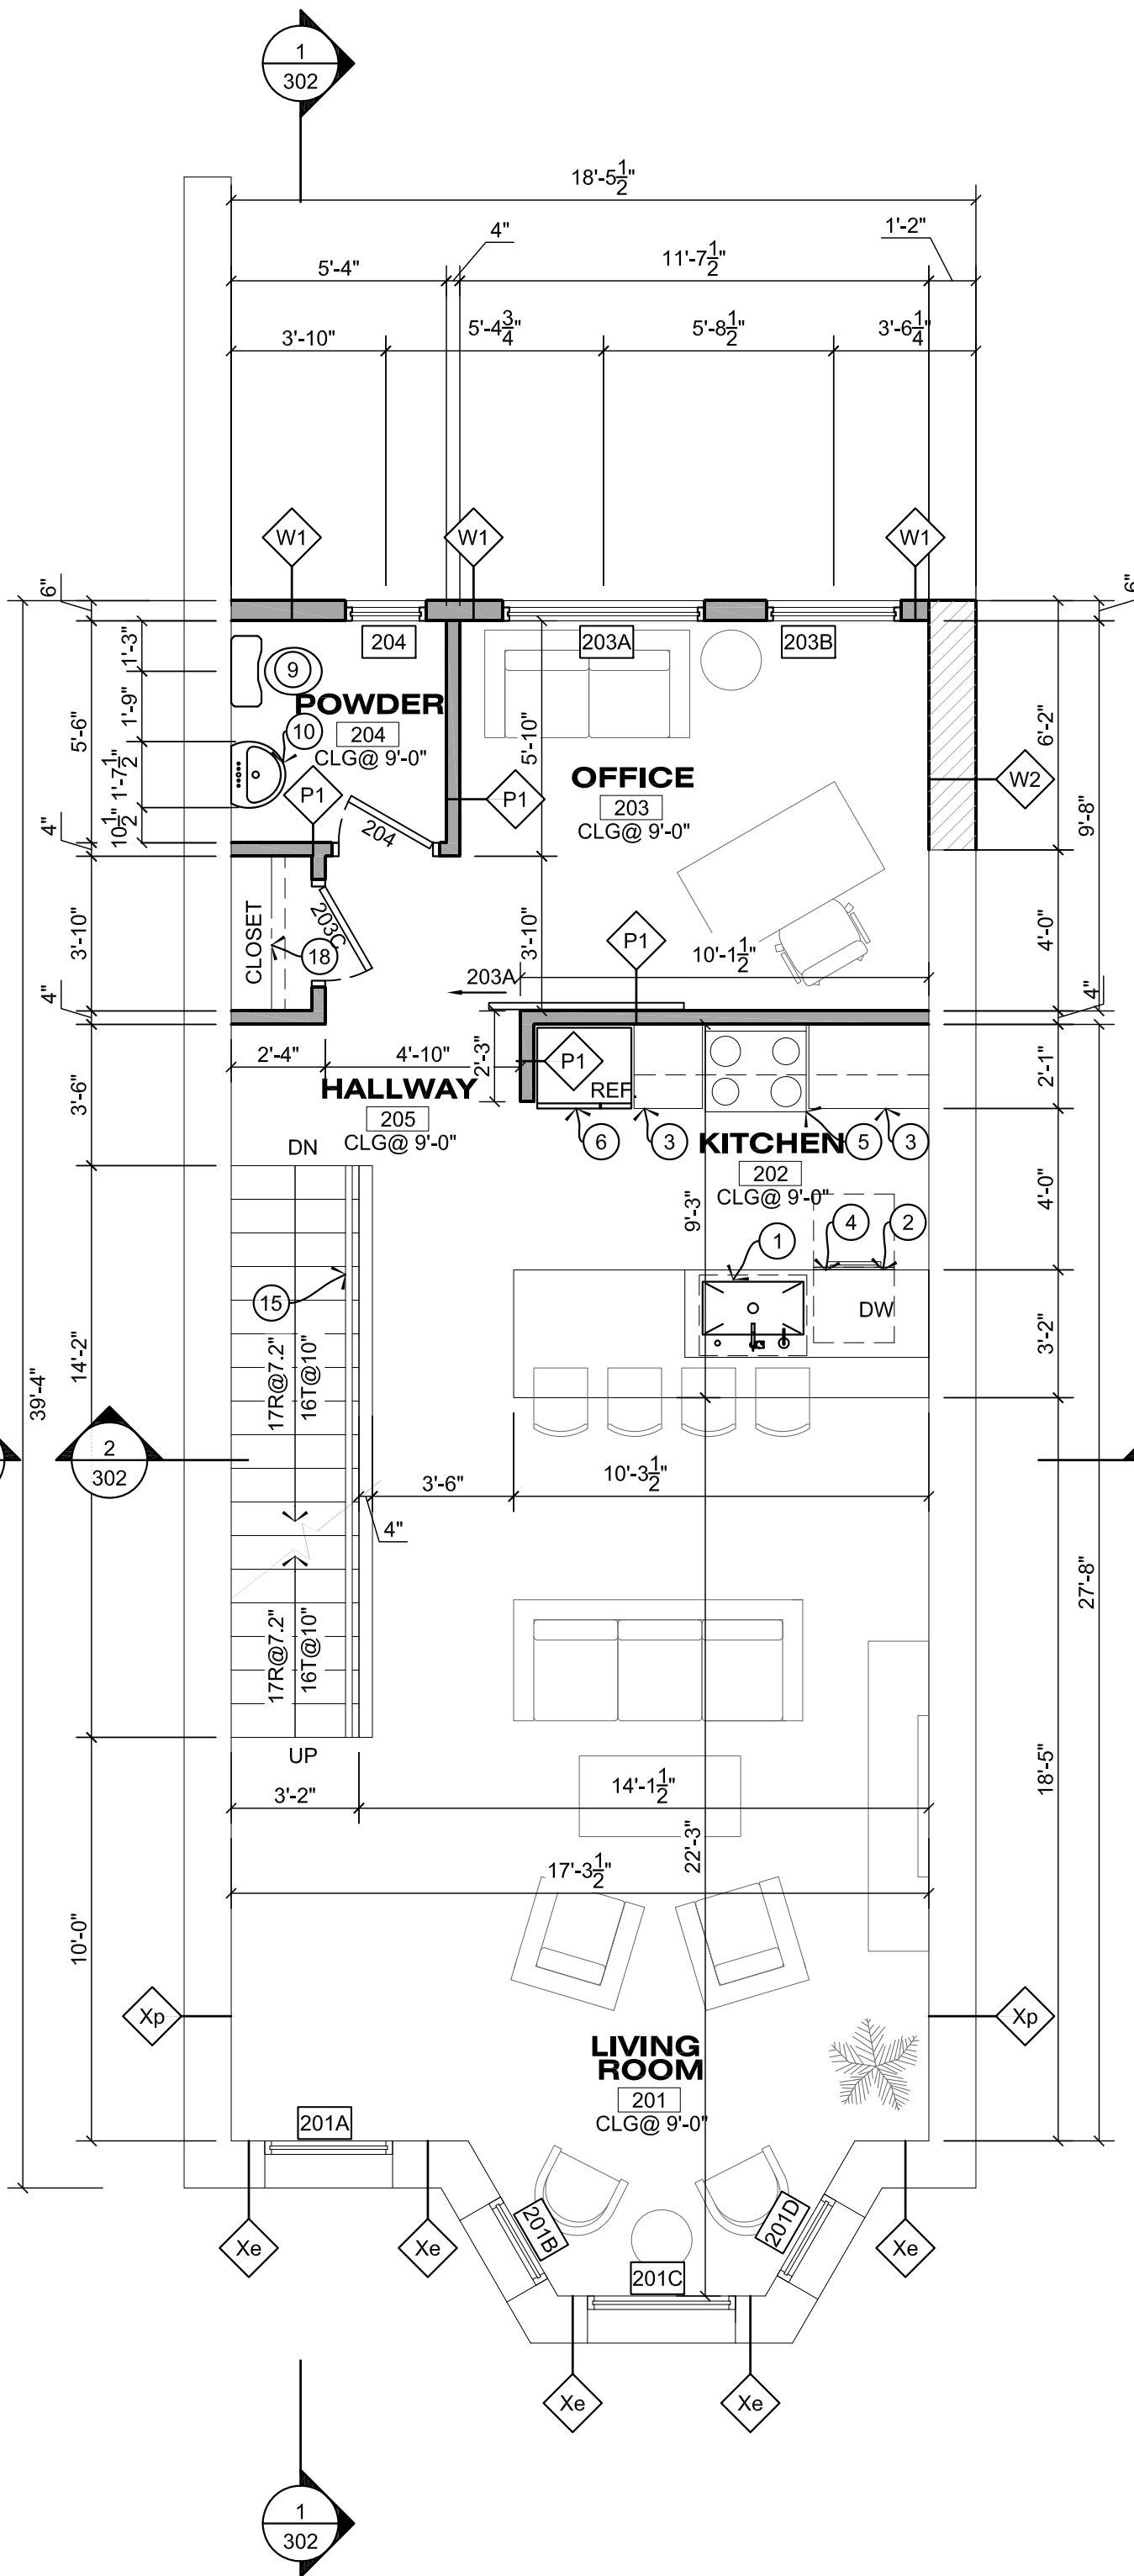 1
302
18'-5 1/2"
4"
1'-2"
5'-4"
11'-7 1/2"
3'-10"
5'-4 3/4"
5'-8 1/2"
3'-6 1/4"
W1
W1
W1
6"
6"
204
203A
203B
1'-3"
9
POWDER
204
CLG@ 9'-0"
1'-9"
5'-6"
10
1'-7 1/2"
10 1/2"
P1
204
5'-10"
P1
OFFICE
203
CLG@ 9'-0"
6'-2"
W2
9'-8"
4"
3'-10"
CLOSET
203C
18
3'-10"
P1
10'-1 1/2"
203A
4'-0"
4"
4"
2'-4"
4'-10"
2'-3"
P1
REF.
2'-1"
3'-6"
HALLWAY
205
CLG@ 9'-0"
6
3
KITCHEN
5
3
202
CLG@ 9'-0"
DN
9'-3"
4'-0"
1
4
2
15
DW
3'-2"
17R@7.2"
16T@10"
14'-2"
39'-4"
2
302
3'-6"
10'-3 1/2"
4"
27'-8"
17R@7.2"
16T@10"
UP
3'-2"
14'-1 1/2"
18'-5"
22'-3"
17'-3 1/2"
10'-0"
Xp
Xp
LIVING
ROOM
201
CLG@ 9'-0"
201A
201B
201D
201C
Xe
Xe
Xe
Xe
Xe
1
302